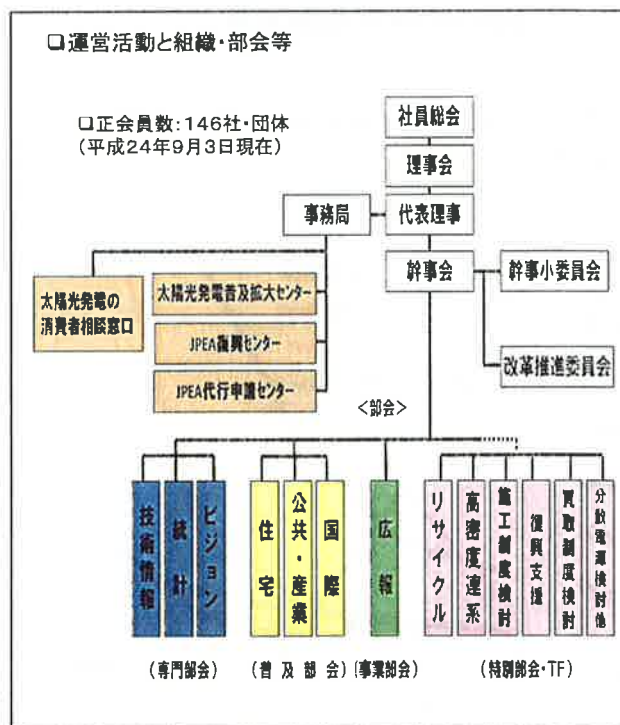 □運営活動と組織・部会等
□正会員数:146社・団体
(平成24年9月3日現在)
社員総会
理事会
事務局
代表理事
幹事会
幹事小委員会
改革推進委員会
太陽光発電の
消費者相談窓口
太陽光発電普及拡大センター
JPEA復興センター
JPEA代行申請センター
<部会>
技術情報
統計
ビジョン
住宅
公共・産業
国際
広報
リサイクル
高密度連系
施工制度検討
復興支援
買取制度検討
分散電源検討他
(専門部会)
(普及部会)
(事業部会)
(特別部会・TF)